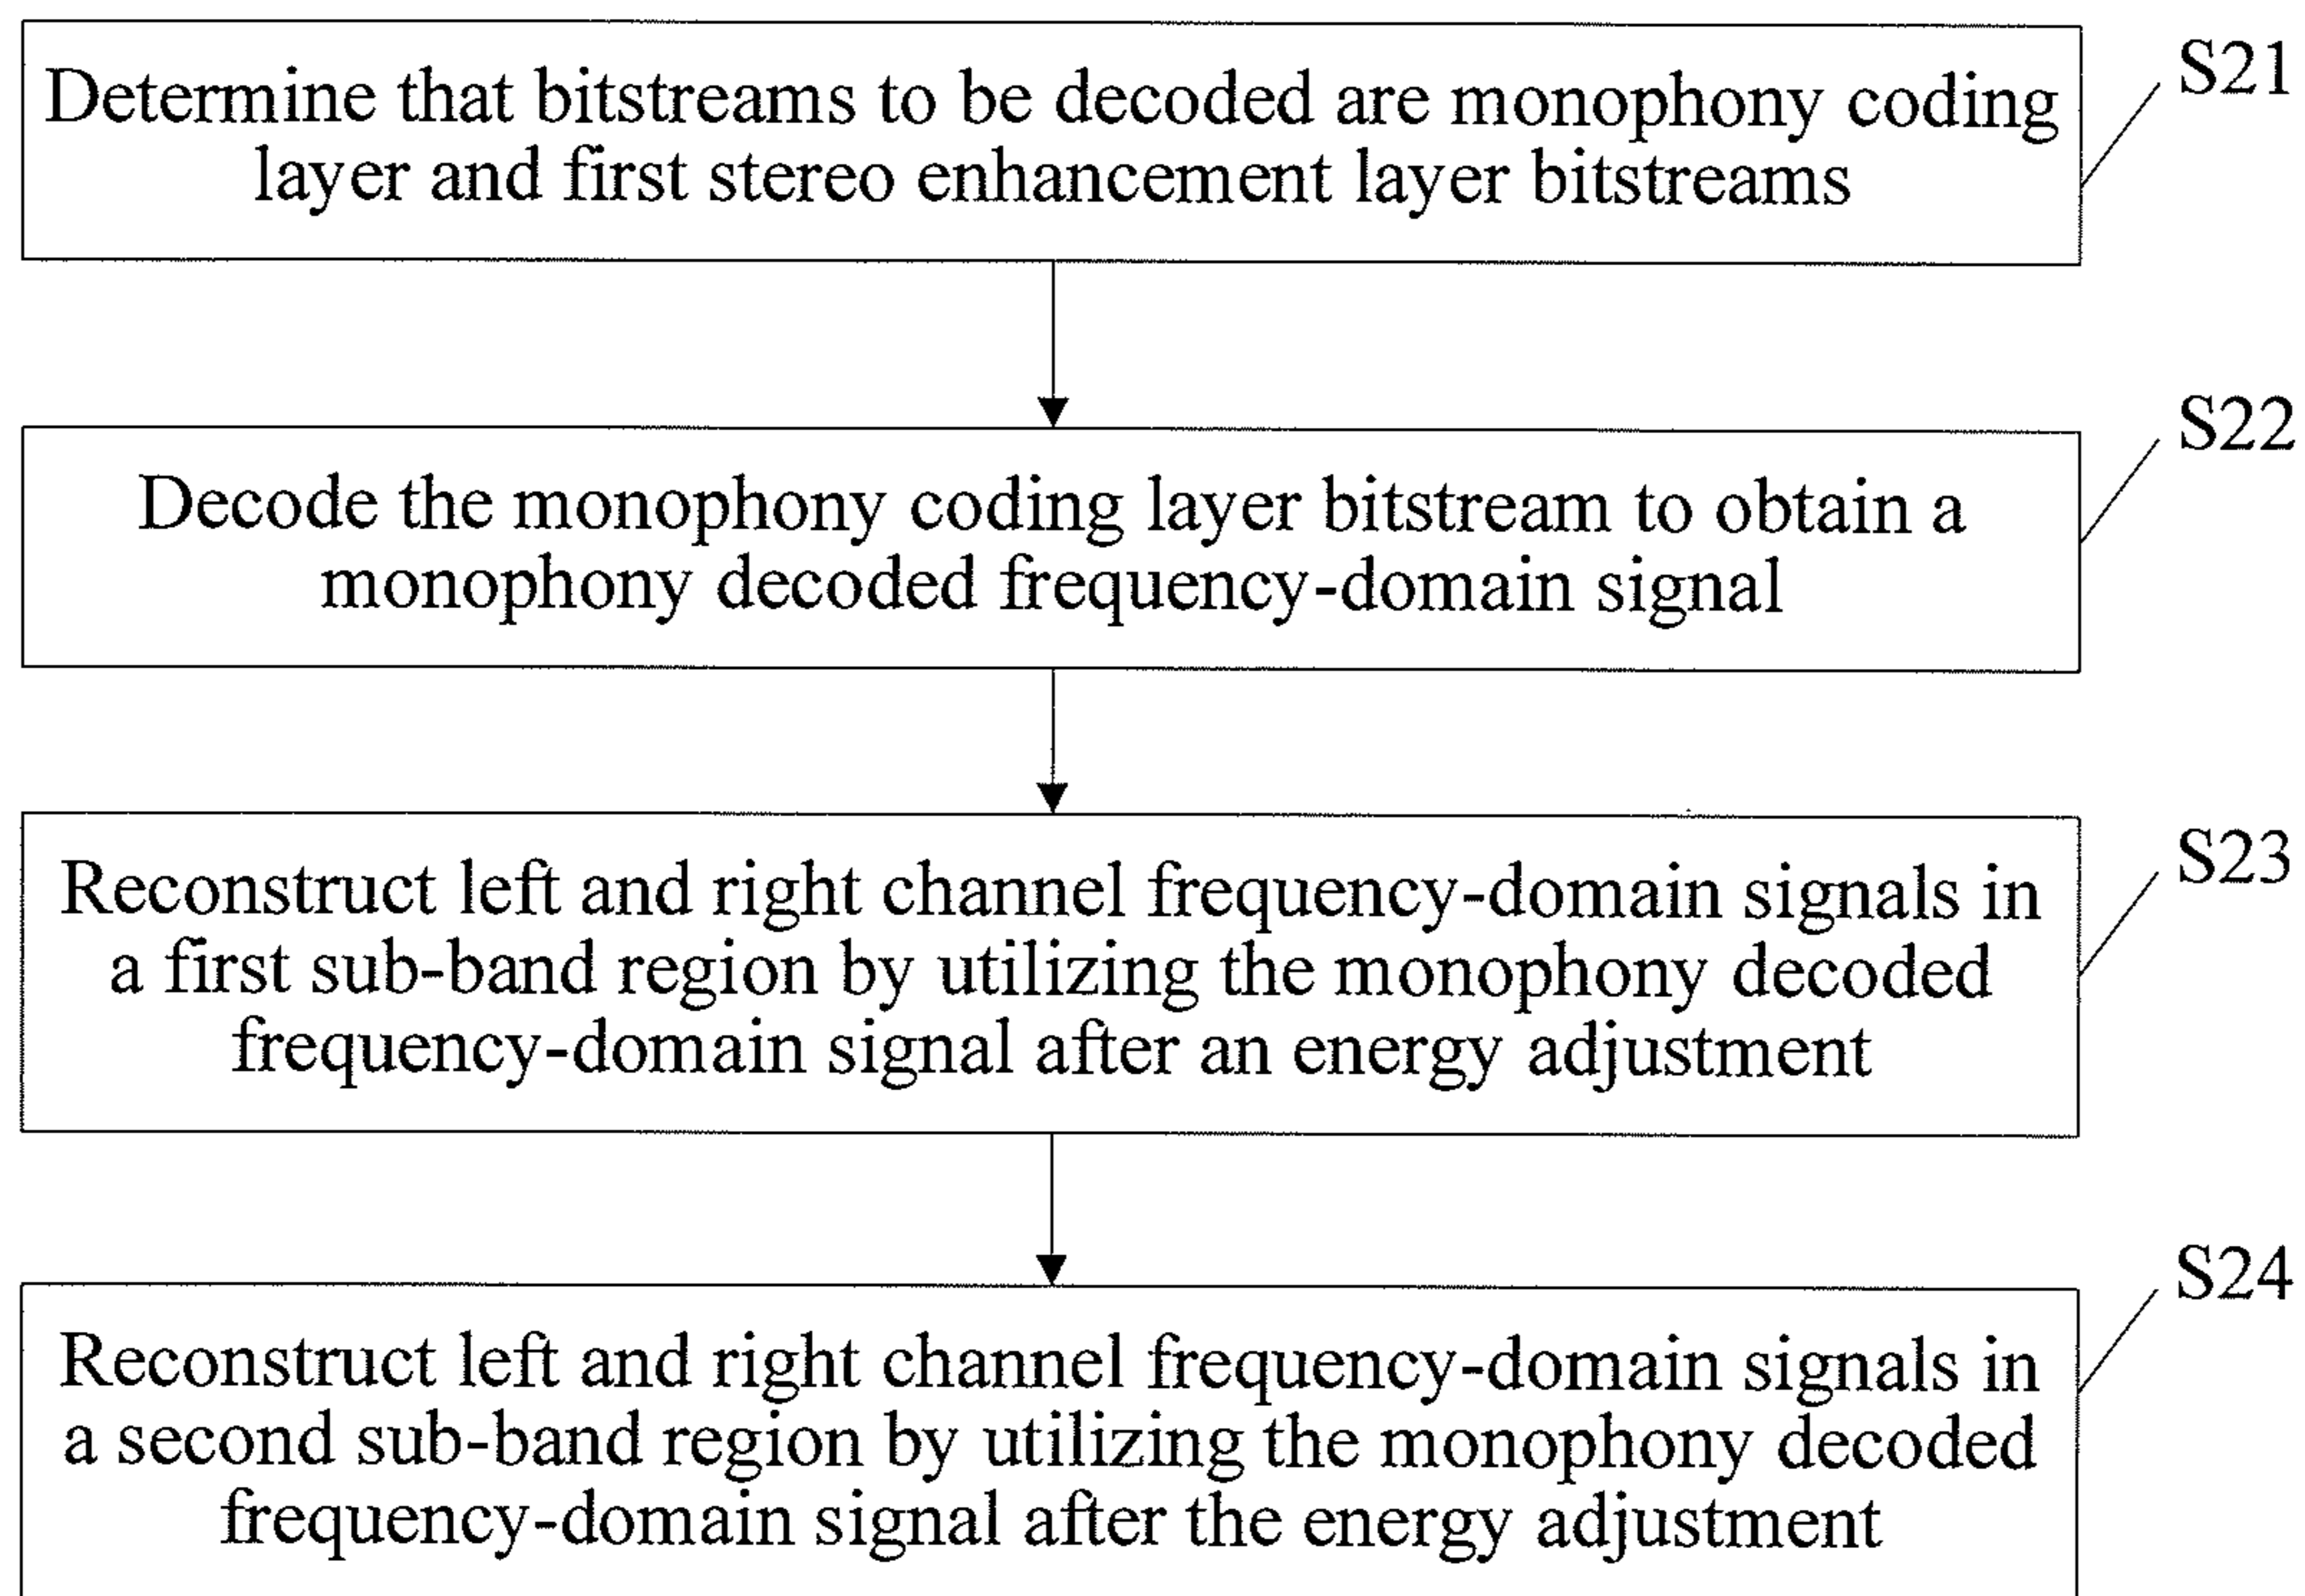 Determine that bitstreams to be decoded are monophony coding
layer and first stereo enhancement layer bitstreams
S21
Decode the monophony coding layer bitstream to obtain a
monophony decoded frequency-domain signal
S22
Reconstruct left and right channel frequency-domain signals in
a first sub-band region by utilizing the monophony decoded
frequency-domain signal after an energy adjustment
S23
Reconstruct left and right channel frequency-domain signals in
a second sub-band region by utilizing the monophony decoded
frequency-domain signal after the energy adjustment
S24